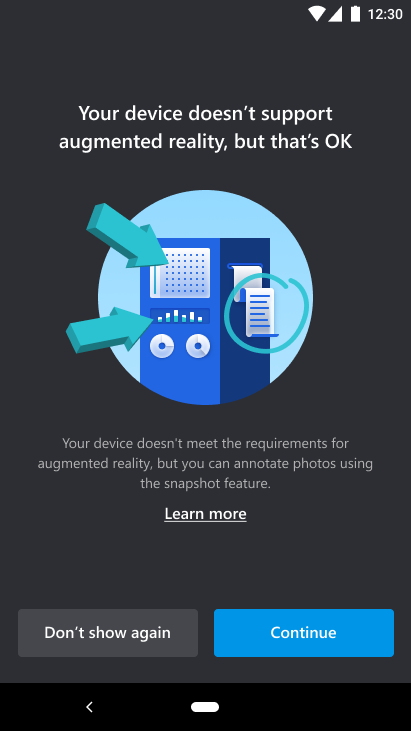 12:30
Your device doesn't support
augmented reality, but that's OK
Your device doesn't meet the requirements for
augmented reality, but you can annotate photos using
the snapshot feature.
Learn more
Don't show again
Continue